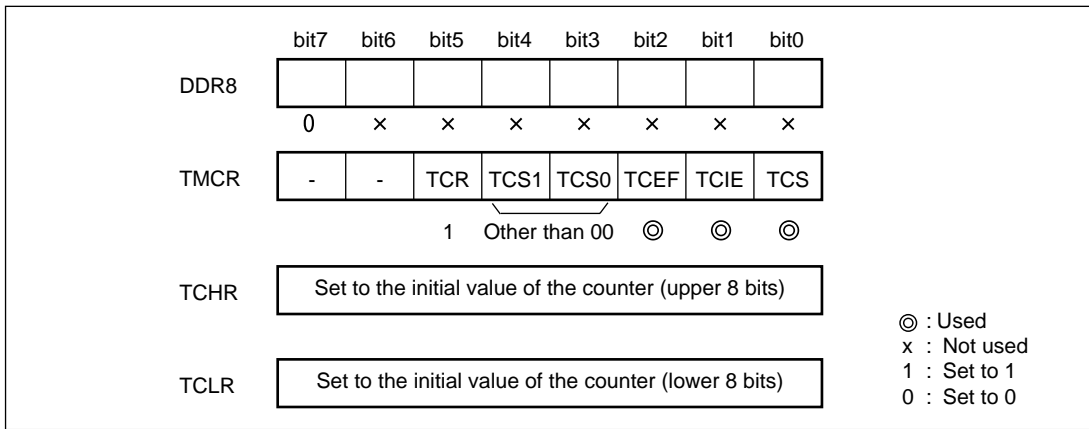 bit7 bit6 bit5 bit4 bit3 bit2 bit1 bit0
DDR8
0 × × × × × × ×
TMCR - - TCR TCS1 TCS0 TCEF TCIE TCS
1 Other than 00 ◎ ◎ ◎
TCHR Set to the initial value of the counter (upper 8 bits)
◎ : Used
x : Not used
1 : Set to 1
0 : Set to 0
TCLR Set to the initial value of the counter (lower 8 bits)